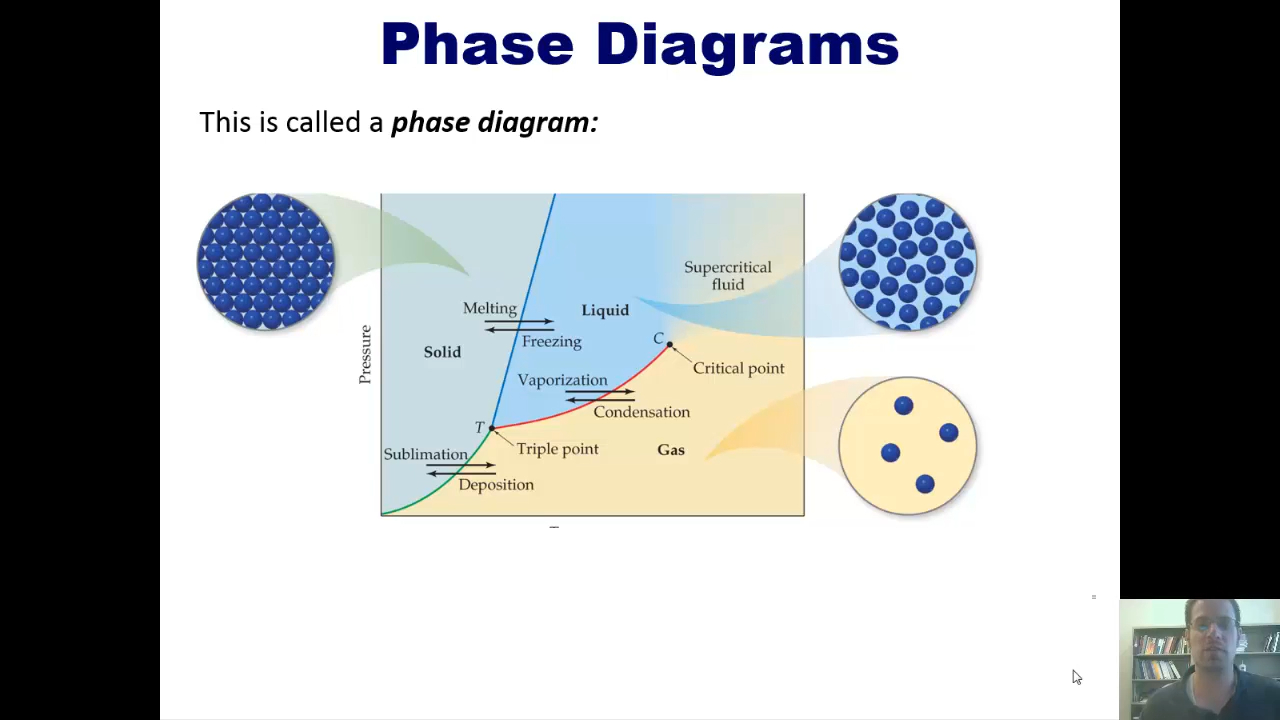 Phase Diagrams
This is called a phase diagram:
Supercritical
fluid
Melting
Liquid
Freezing
Solid
C
Critical point
Pressure
Vaporization
Condensation
T
Triple point
Gas
Sublimation
Deposition